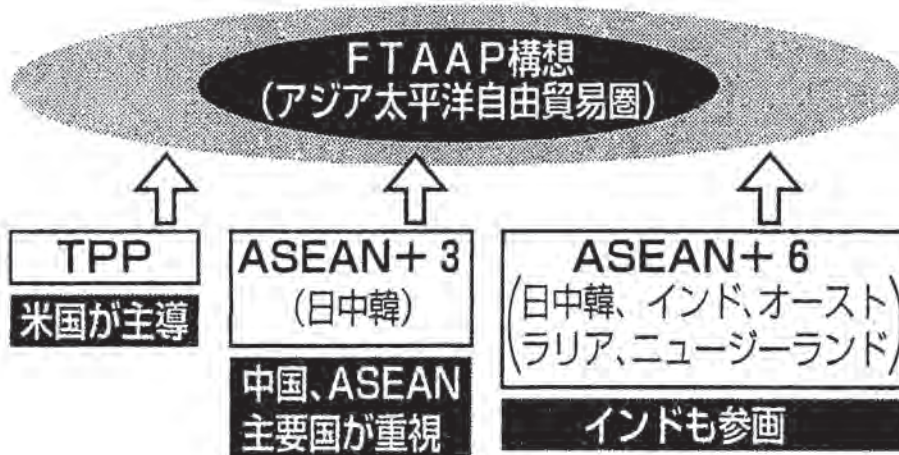 FTAAP構想
(アジア太平洋自由貿易圏)
TPP
米国が主導
ASEAN+3
(日中韓)
中国、ASEAN
主要国が重視
ASEAN+6
(日中韓、インド、オースト
ラリア、ニュージーランド)
インドも参画